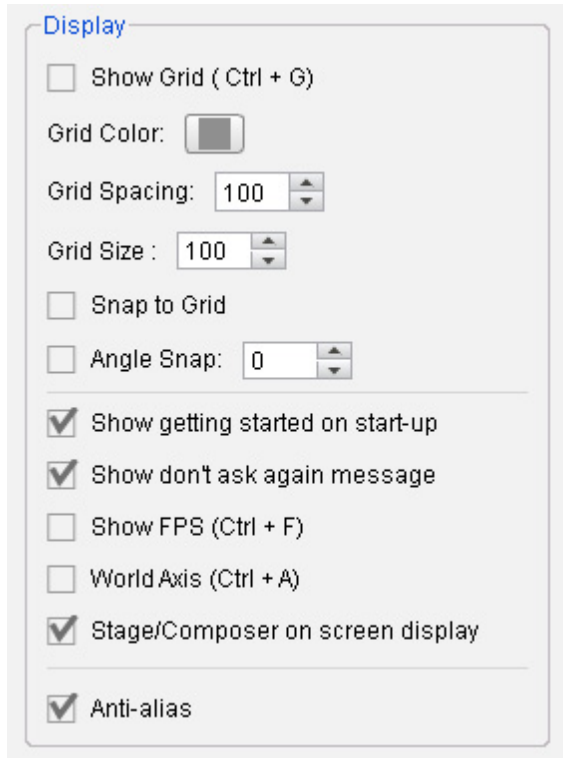 Display
Show Grid ( Ctrl + G)
Grid Color:
Grid Spacing: 100
Grid Size : 100
Snap to Grid
Angle Snap: 0
Show getting started on start-up
Show don't ask again message
Show FPS (Ctrl + F)
World Axis (Ctrl + A)
Stage/Composer on screen display
Anti-alias